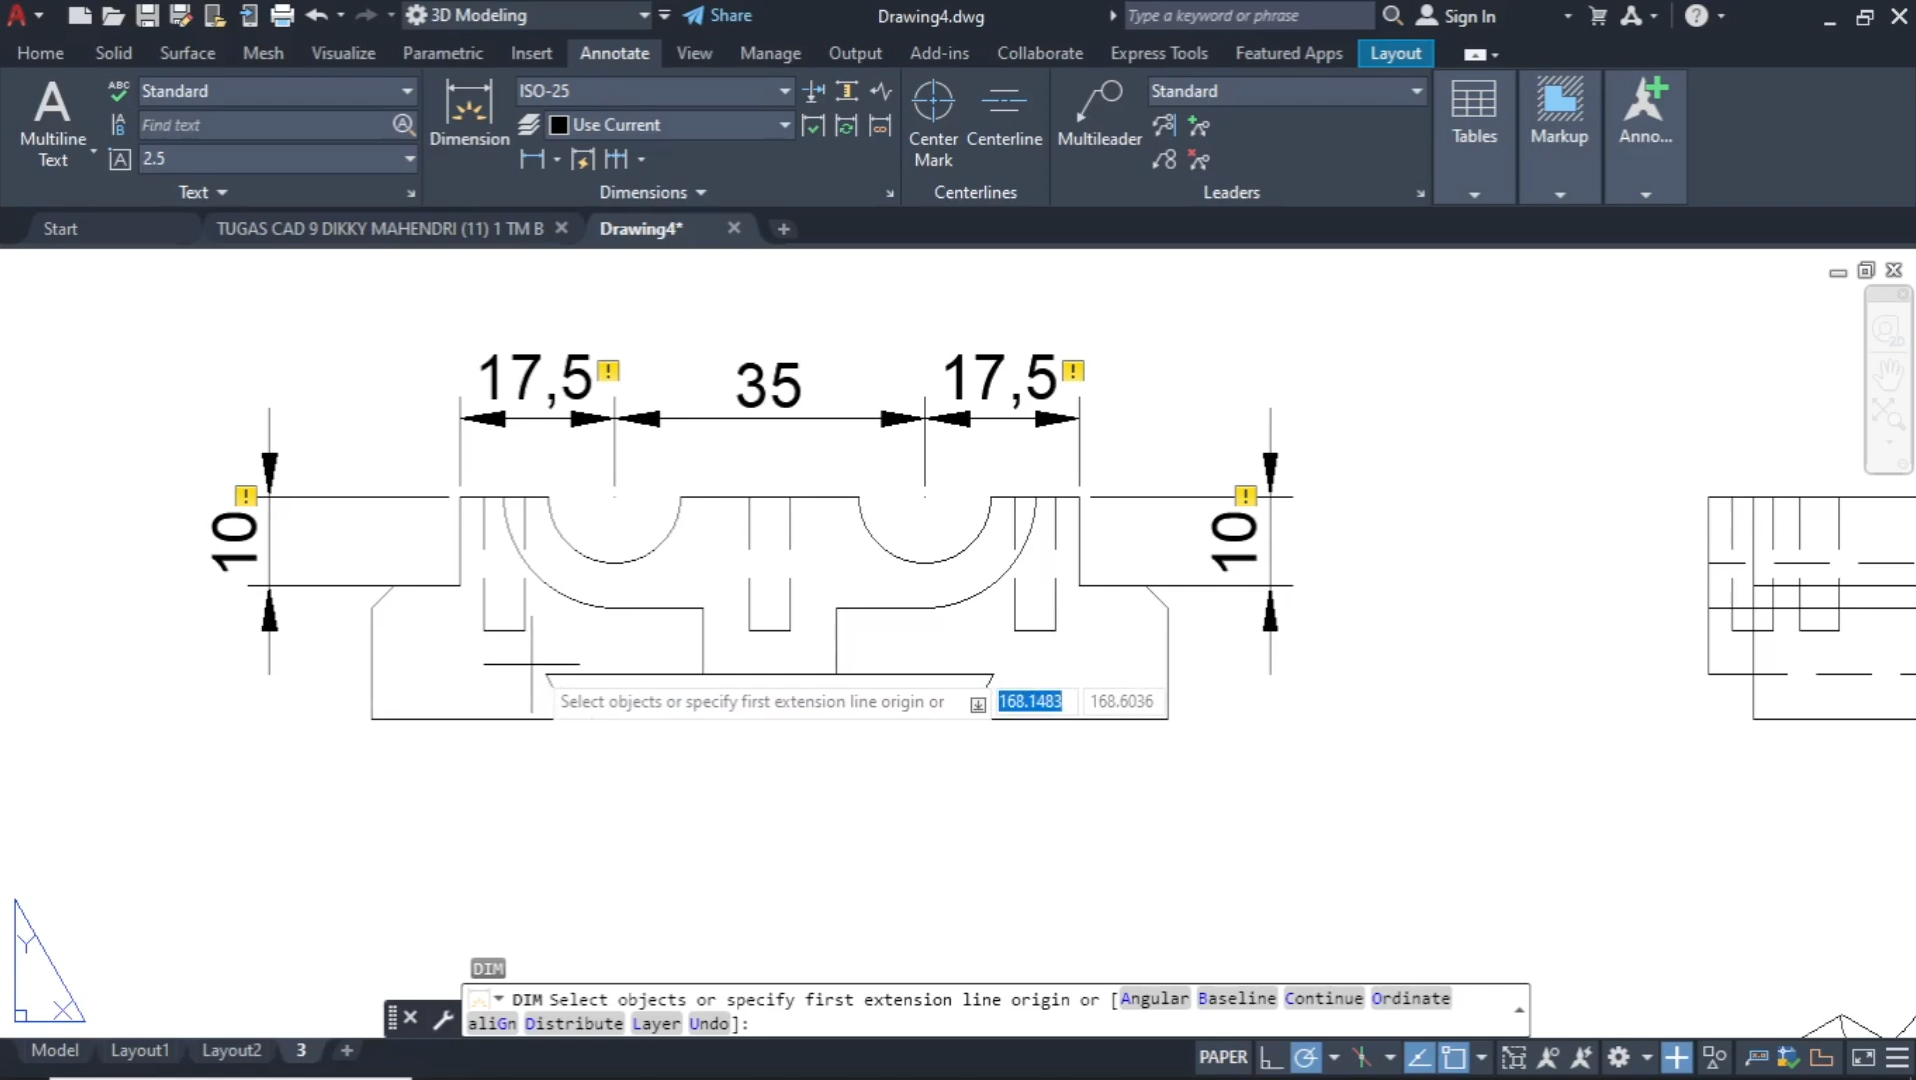 3D Modeling
Share
Drawing4.dwg
Type a keyword or phrase
Sign In
Home Solid Surface Mesh Visualize Parametric Insert Annotate View Manage Output Add-ins Collaborate Express Tools Featured Apps Layout
A
Multiline
Text
ABC
Standard
Find text
2.5
Text
Dimension
ISO-25
Use Current
Dimensions
Center
Mark
Centerline
Centerlines
Multileader
Standard
Leaders
Tables
Markup
Anno...
Start
TUGAS CAD 9 DIKKY MAHENDRI (11) 1 TM B
Drawing4*
17,5
35
17,5
10
10
Select objects or specify first extension line origin or 168.1483 168.6036
2D
Y
X
DIM
DIM Select objects or specify first extension line origin or [Angular Baseline Continue Ordinate
aliGn Distribute Layer Undo]:
Model Layout1 Layout2 3 +
PAPER